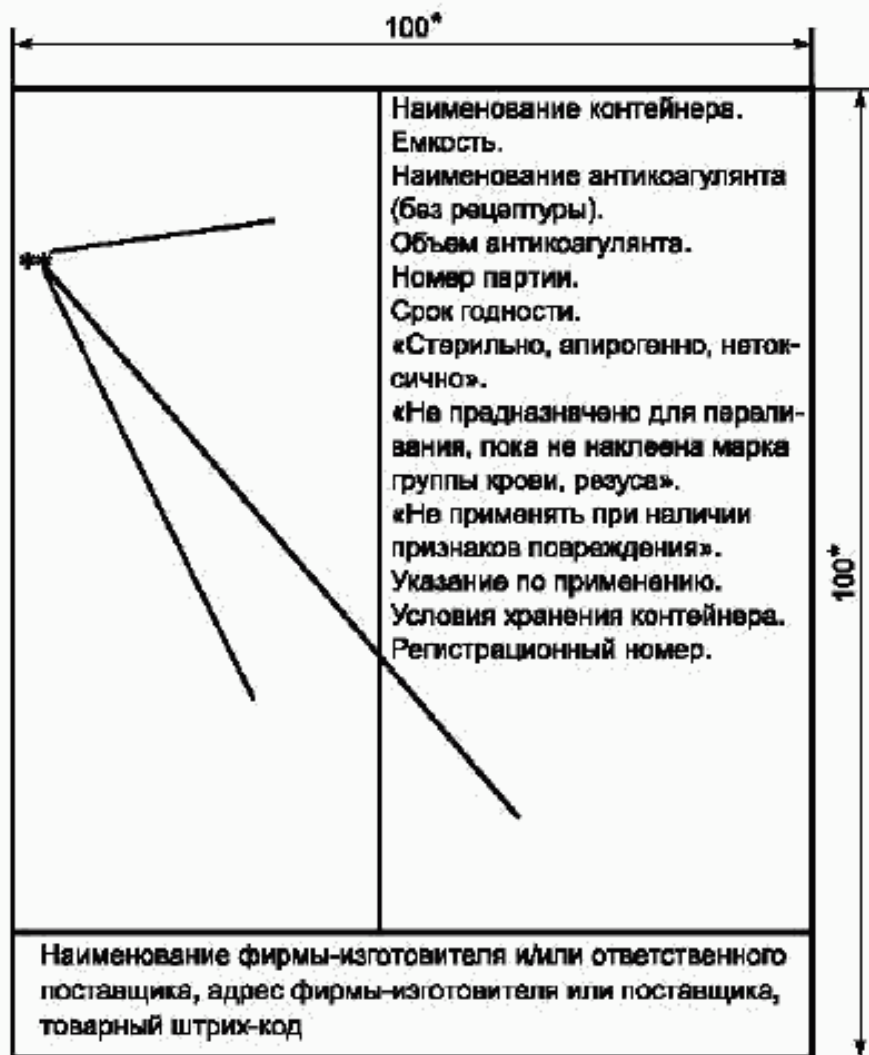 100*
Наименование контейнера.
Емкость.
Наименование антикоагулянта
(без рецептуры).
Объем антикоагулянта.
**
Номер партии.
Срок годности.
«Стерильно, апирогенно, неток-
сично».
«Не предназначено для перели-
вания, пока не наклеена марка
группы крови, резуса».
«Не применять при наличии
признаков повреждения».
Указание по применению.
Условия хранения контейнера.
Регистрационный номер.
100*
Наименование фирмы-изготовителя и/или ответственного
поставщика, адрес фирмы-изготовителя или поставщика,
товарный штрих-код